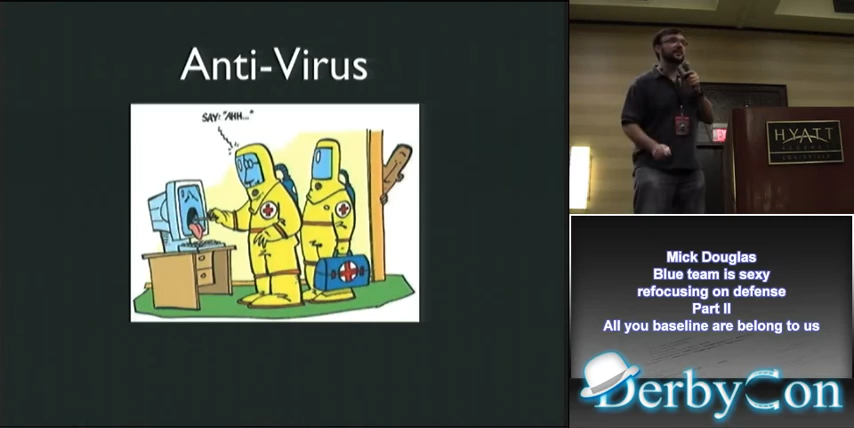 Anti-Virus
SAY: "AHH..."
HYATT
Mick Douglas
Blue team is sexy
refocusing on defense
Part II
All you baseline are belong to us
DerbyCon